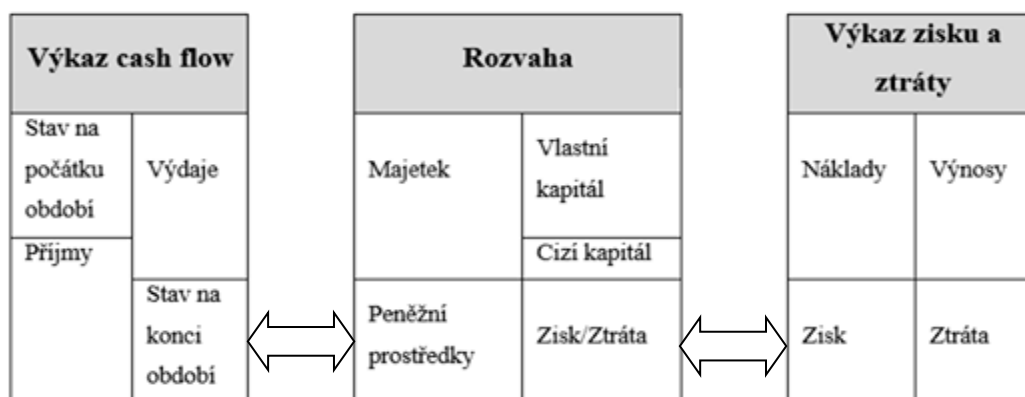 Výkaz cash flow
Stav na
počátku
období
Výdaje
Příjmy
Stav na
konci
období
Rozvaha
Majetek
Vlastní
kapitál
Cizí kapitál
Peněžní
prostředky
Zisk/Ztráta
Výkaz zisku a
ztráty
Náklady
Výnosy
Zisk
Ztráta